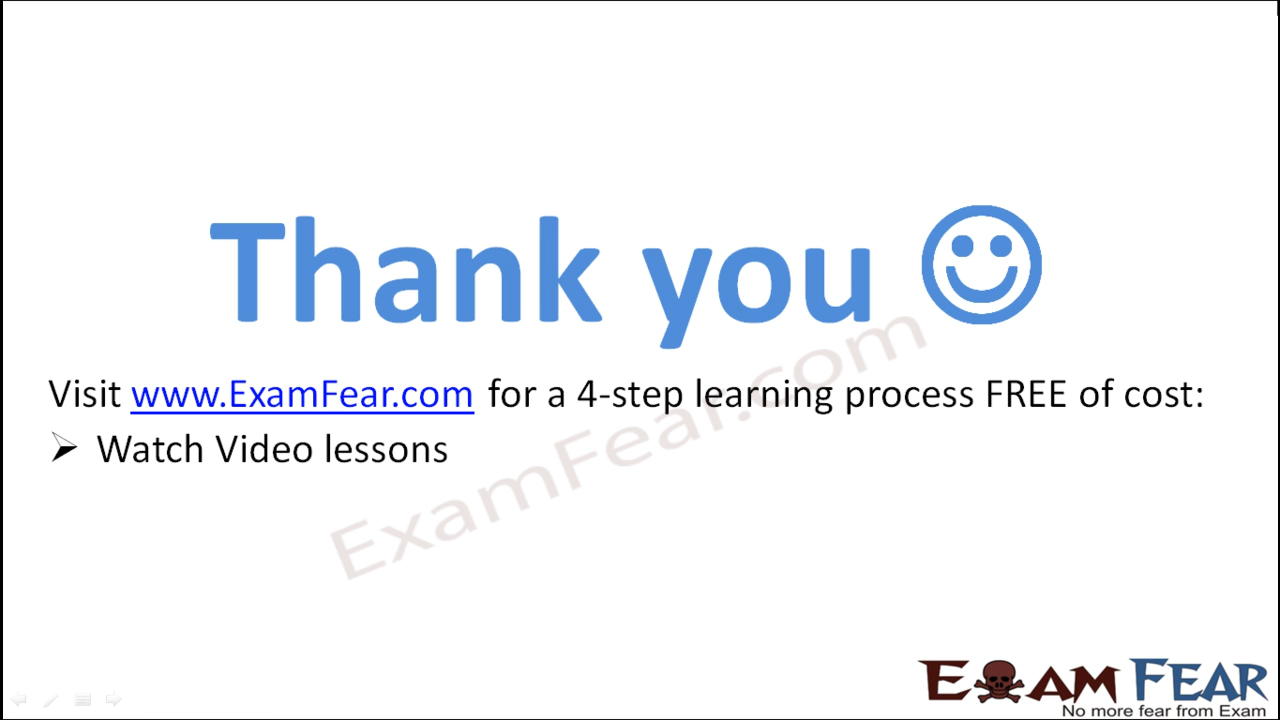 Thank you
Visit www.ExamFear.com for a 4-step learning process FREE of cost:
Watch Video lessons
ExamFear.com
EXAM FEAR
No more fear from Exam